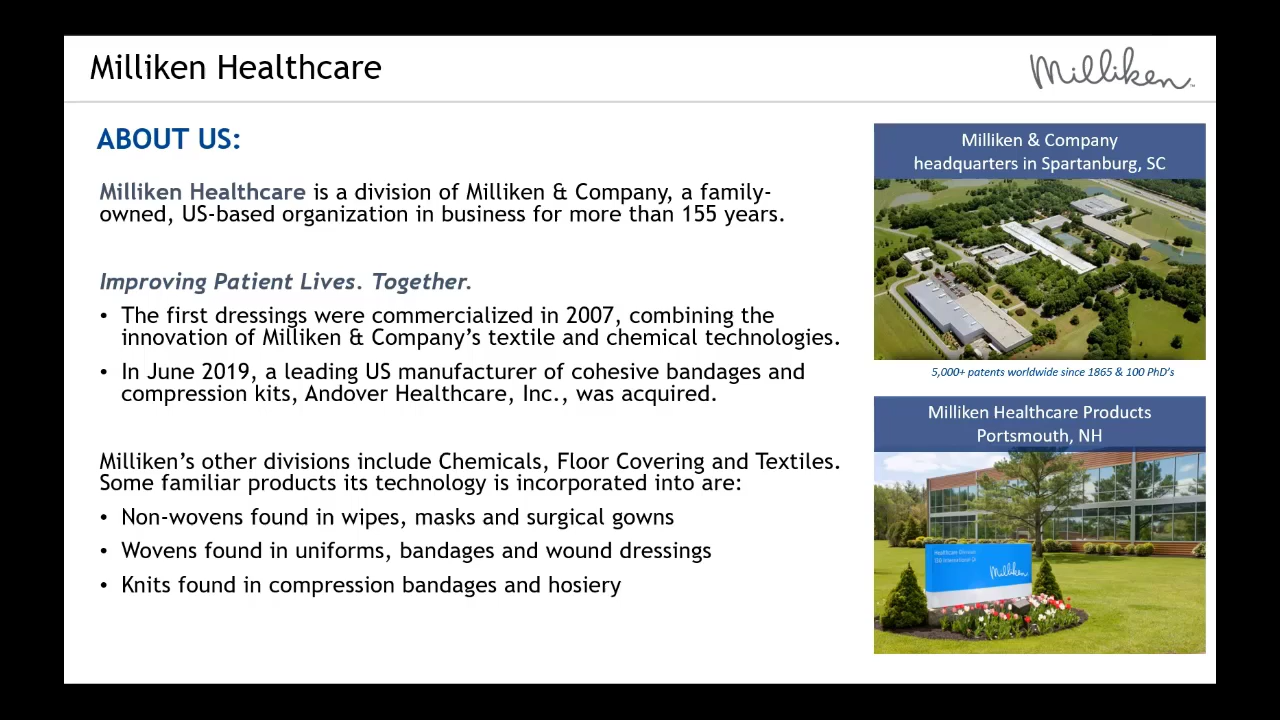 Milliken Healthcare
Milliken™
ABOUT US:
Milliken Healthcare is a division of Milliken & Company, a family-
owned, US-based organization in business for more than 155 years.
Improving Patient Lives. Together.
• The first dressings were commercialized in 2007, combining the
innovation of Milliken & Company’s textile and chemical technologies.
• In June 2019, a leading US manufacturer of cohesive bandages and
compression kits, Andover Healthcare, Inc., was acquired.
Milliken’s other divisions include Chemicals, Floor Covering and Textiles.
Some familiar products its technology is incorporated into are:
• Non-wovens found in wipes, masks and surgical gowns
• Wovens found in uniforms, bandages and wound dressings
• Knits found in compression bandages and hosiery
Milliken & Company
headquarters in Spartanburg, SC
5,000+ patents worldwide since 1865 & 100 PhD’s
Milliken Healthcare Products
Portsmouth, NH
Healthcare Division
International Dr
Milliken